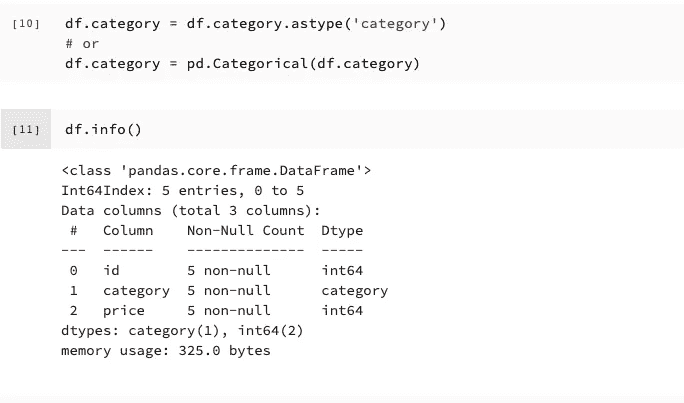 [10] df.category = df.category.astype('category')
# or
df.category = pd.Categorical(df.category)
[11] df.info()
<class 'pandas.core.frame.DataFrame'>
Int64Index: 5 entries, 0 to 5
Data columns (total 3 columns):
 #   Column    Non-Null Count  Dtype
---  ------    --------------  -----
 0   id        5 non-null      int64
 1   category  5 non-null      category
 2   price     5 non-null      int64
dtypes: category(1), int64(2)
memory usage: 325.0 bytes